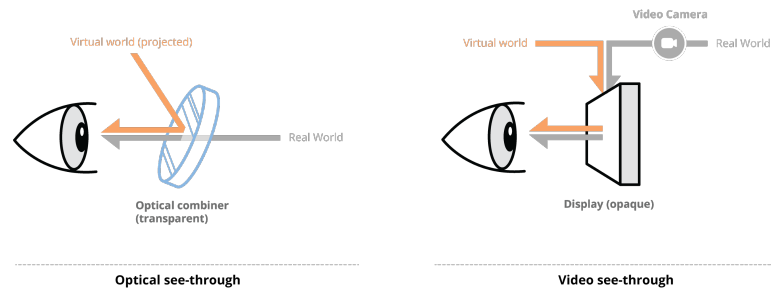 Virtual world (projected)
Real World
Optical combiner
(transparent)
Optical see-through
Video Camera
Virtual world
Real World
Display (opaque)
Video see-through